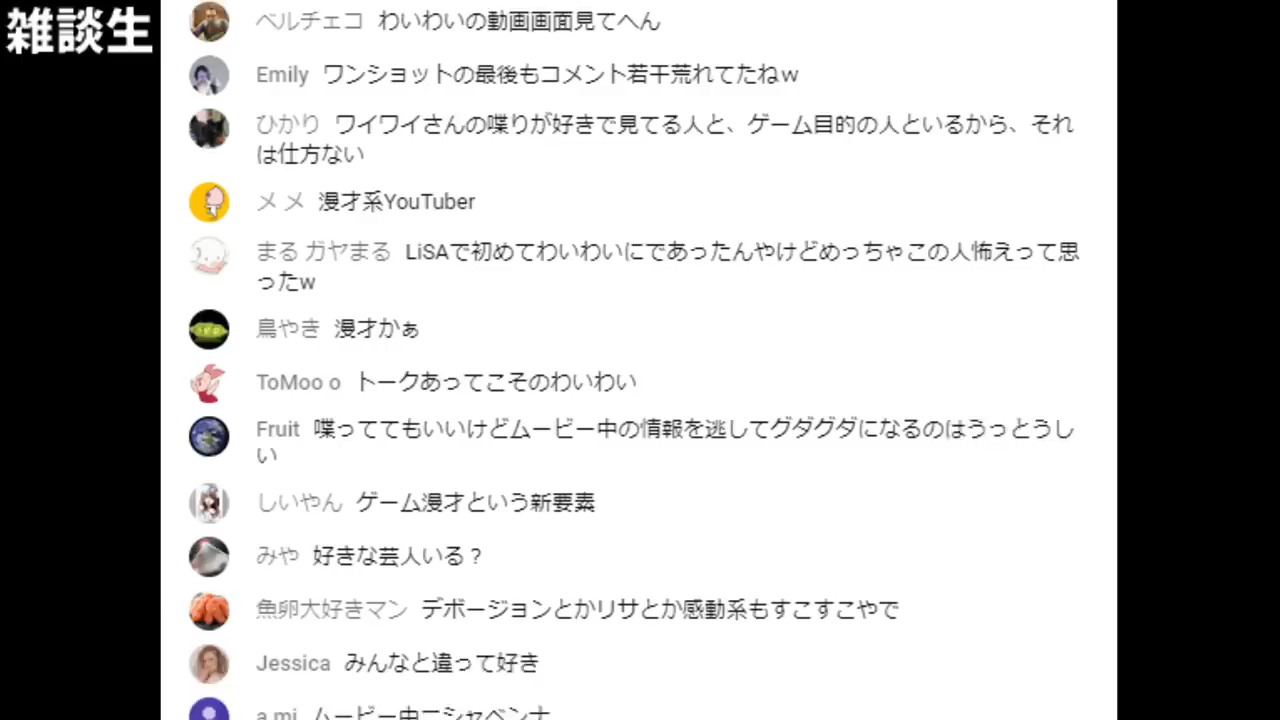 雑談生
ベルチェコ わいわいの動画画面見てへん
Emily ワンショットの最後もコメント若干荒れてたねw
ひかり ワイワイさんの喋りが好きで見てる人と、ゲーム目的の人といるから、それ
は仕方ない
メ メ 漫才系YouTuber
まる ガヤまる LiSAで初めてわいわいにであったんやけどめっちゃこの人怖えって思
ったw
鳥やき 漫才かぁ
ToMoo o トークあってこそのわいわい
Fruit 喋っててもいいけどムービー中の情報を逃してグダグダになるのはうっとうし
い
しいやん ゲーム漫才という新要素
みや 好きな芸人いる？
魚卵大好きマン デボージョンとかリサとか感動系もすこすこやで
Jessica みんなと違って好き
a mi ムービー中ニシャベンナ